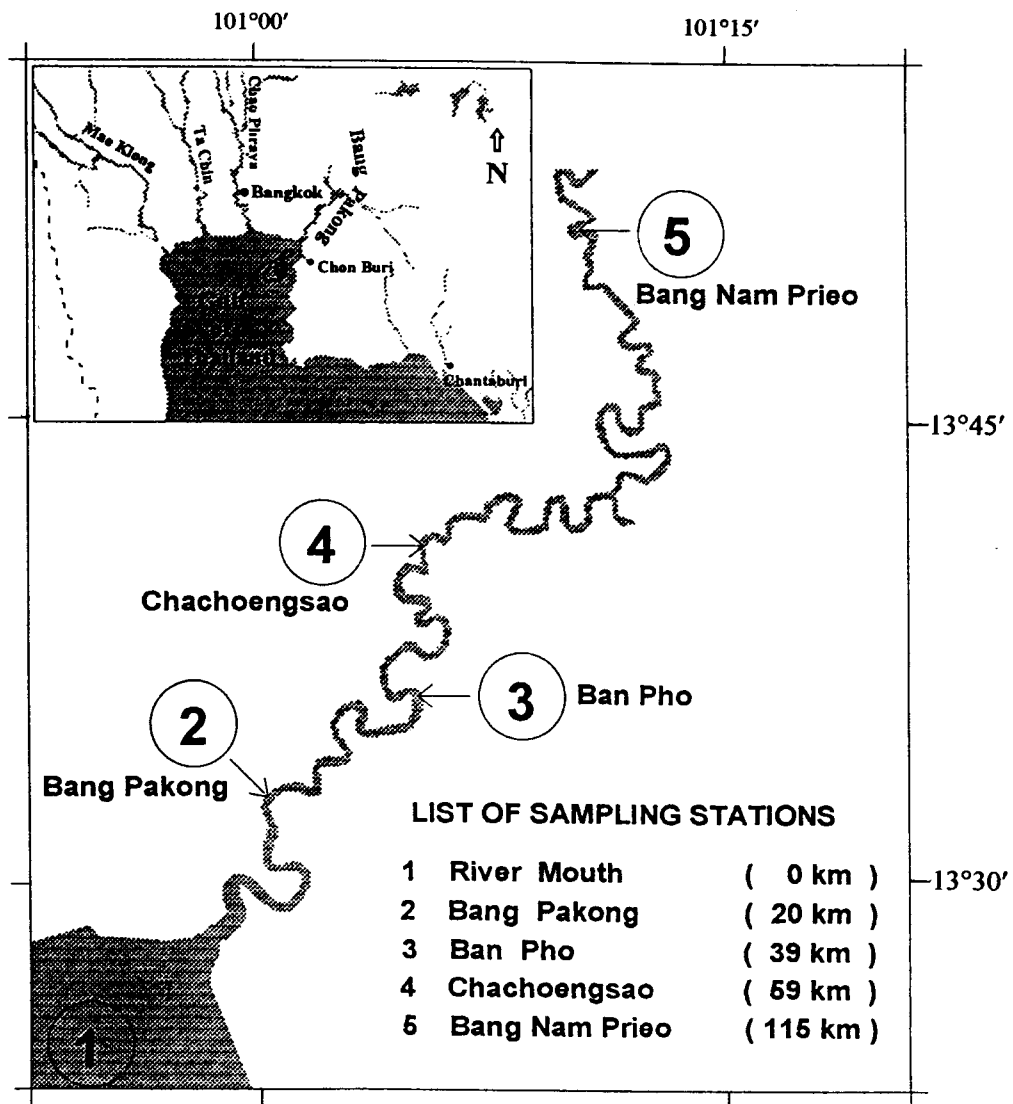 101°00′
101°15′
Mae Klong
Ta Chin
Chao Phraya
Bangkok
Bang
Pakong
Chon Buri
Chantaburi
N
5
Bang Nam Prieo
13°45′
4
Chachoengsao
3
Ban Pho
2
Bang Pakong
13°30′
1
LIST OF SAMPLING STATIONS
1 River Mouth ( 0 km )
2 Bang Pakong ( 20 km )
3 Ban Pho ( 39 km )
4 Chachoengsao ( 59 km )
5 Bang Nam Prieo ( 115 km )